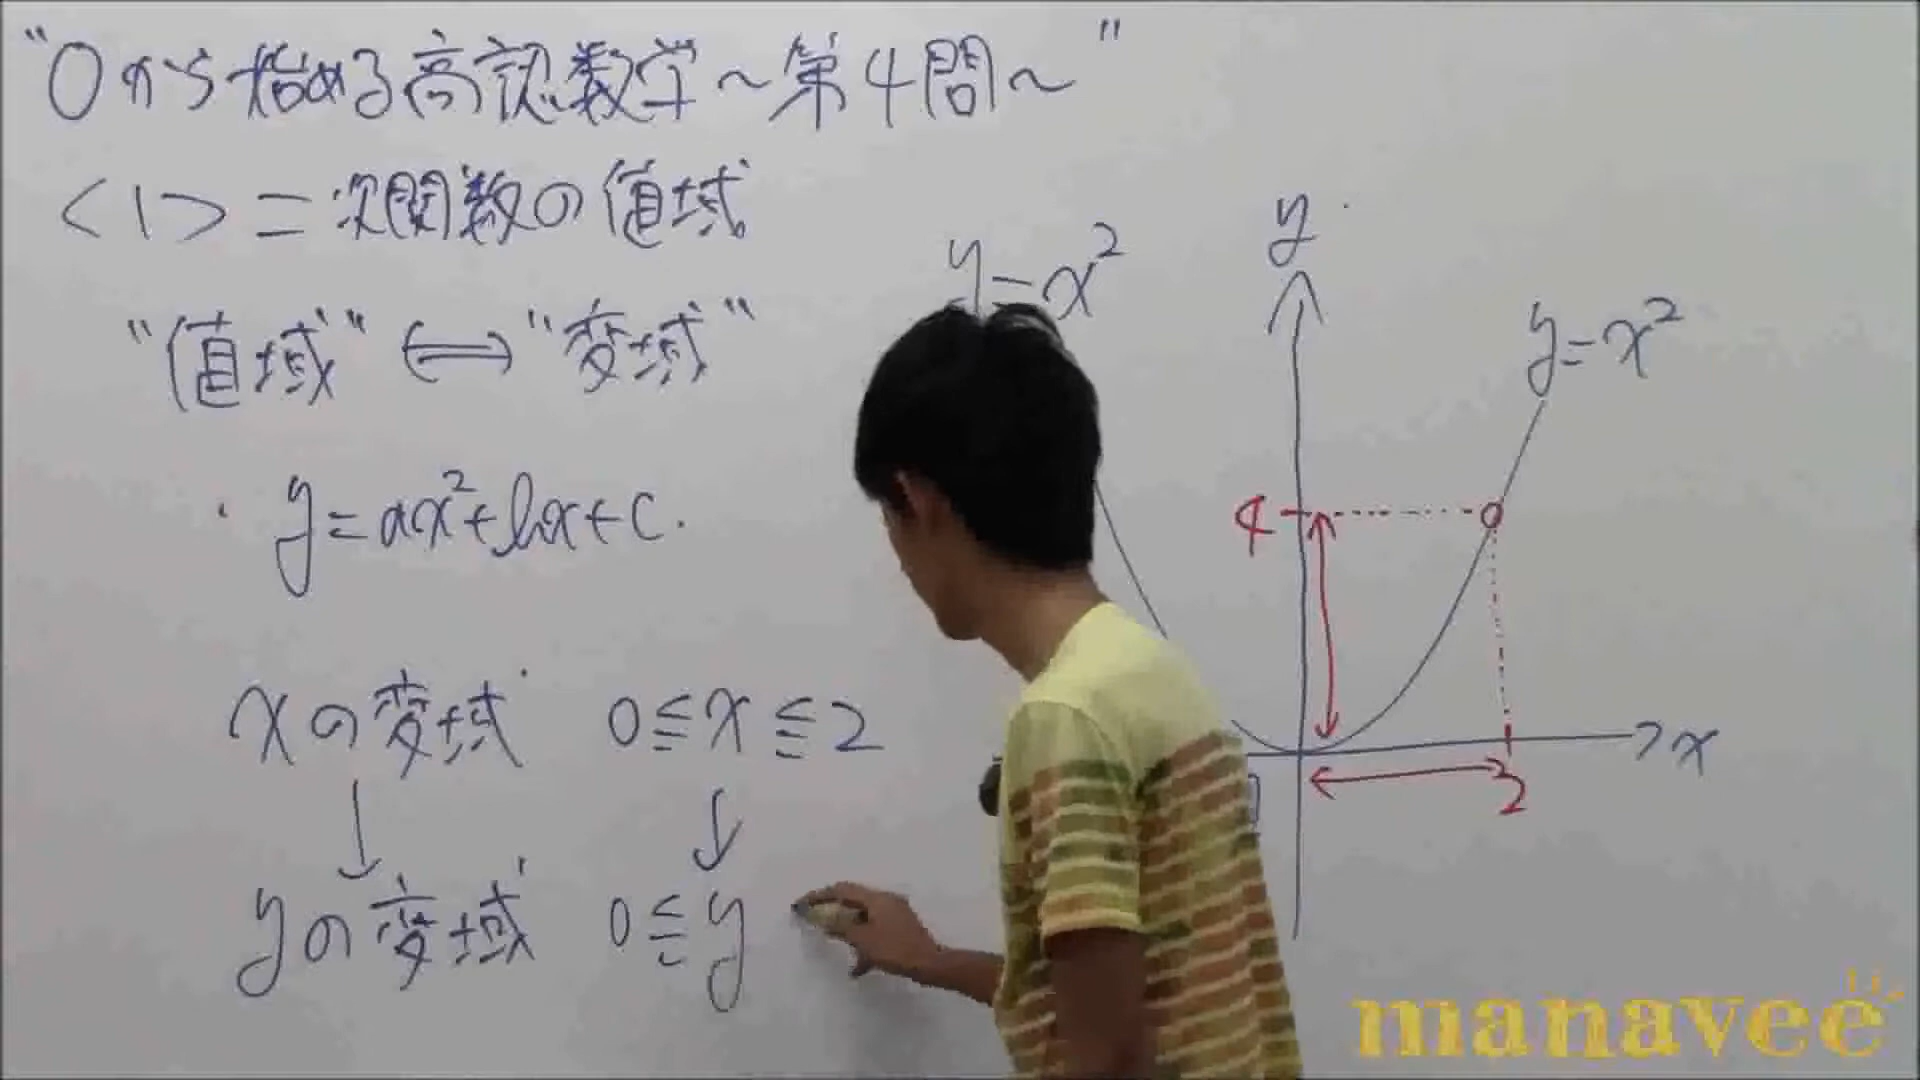 “0から始める高認数学～第4問～”
<1>二次関数の値域
“値域”⟺“変域”
・y=ax²+bx+c.
xの変域 0≦x≦2
↓ ↓
yの変域 0≦y
y=x²
y
y=x²
4
x
2
manavee